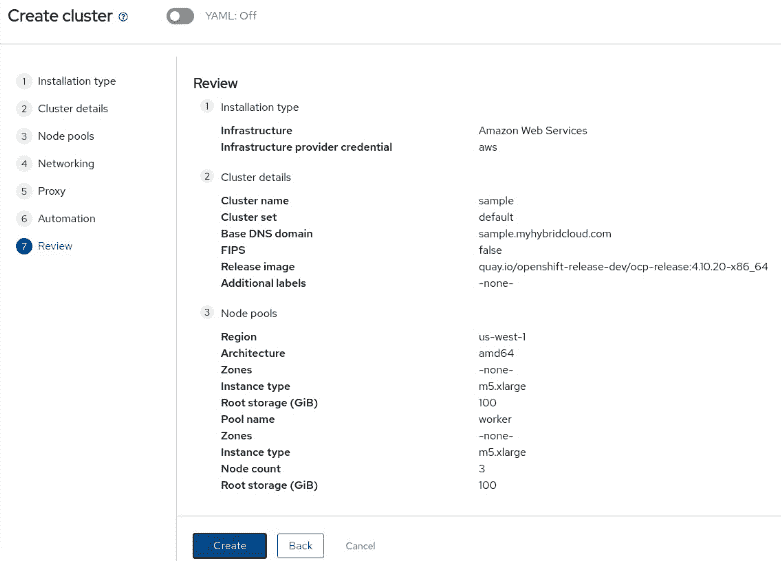 Create cluster ? YAML: Off
1 Installation type
2 Cluster details
3 Node pools
4 Networking
5 Proxy
6 Automation
7 Review
Review
1 Installation type
Infrastructure Amazon Web Services
Infrastructure provider credential aws
2 Cluster details
Cluster name sample
Cluster set default
Base DNS domain sample.myhybridcloud.com
FIPS false
Release image quay.io/openshift-release-dev/ocp-release:4.10.20-x86_64
Additional labels -none-
3 Node pools
Region us-west-1
Architecture amd64
Zones -none-
Instance type m5.xlarge
Root storage (GiB) 100
Pool name worker
Zones -none-
Instance type m5.xlarge
Node count 3
Root storage (GiB) 100
Create Back Cancel